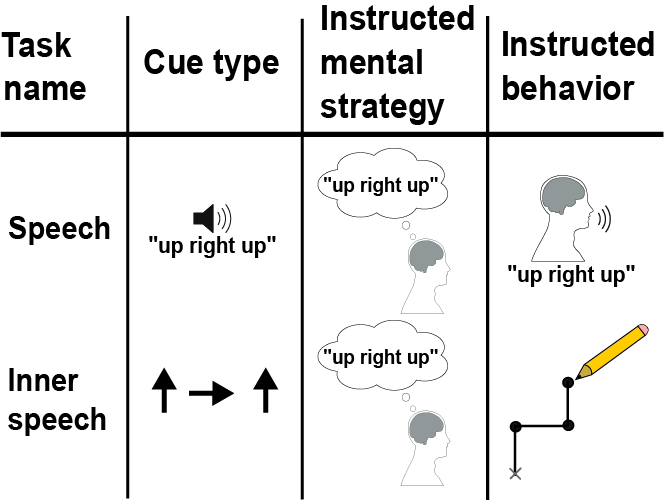 Task
name
Cue type
Instructed
mental
strategy
Instructed
behavior
Speech
"up right up"
"up right up"
"up right up"
Inner
speech
"up right up"